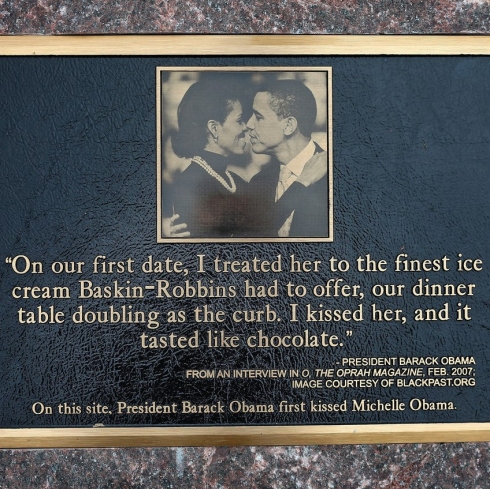 “On our first date, I treated her to the finest ice
cream Baskin-Robbins had to offer, our dinner
table doubling as the curb. I kissed her, and it
tasted like chocolate.”
- PRESIDENT BARACK OBAMA
FROM AN INTERVIEW IN O, THE OPRAH MAGAZINE, FEB. 2007;
IMAGE COURTESY OF BLACKPAST.ORG
On this site, President Barack Obama first kissed Michelle Obama.